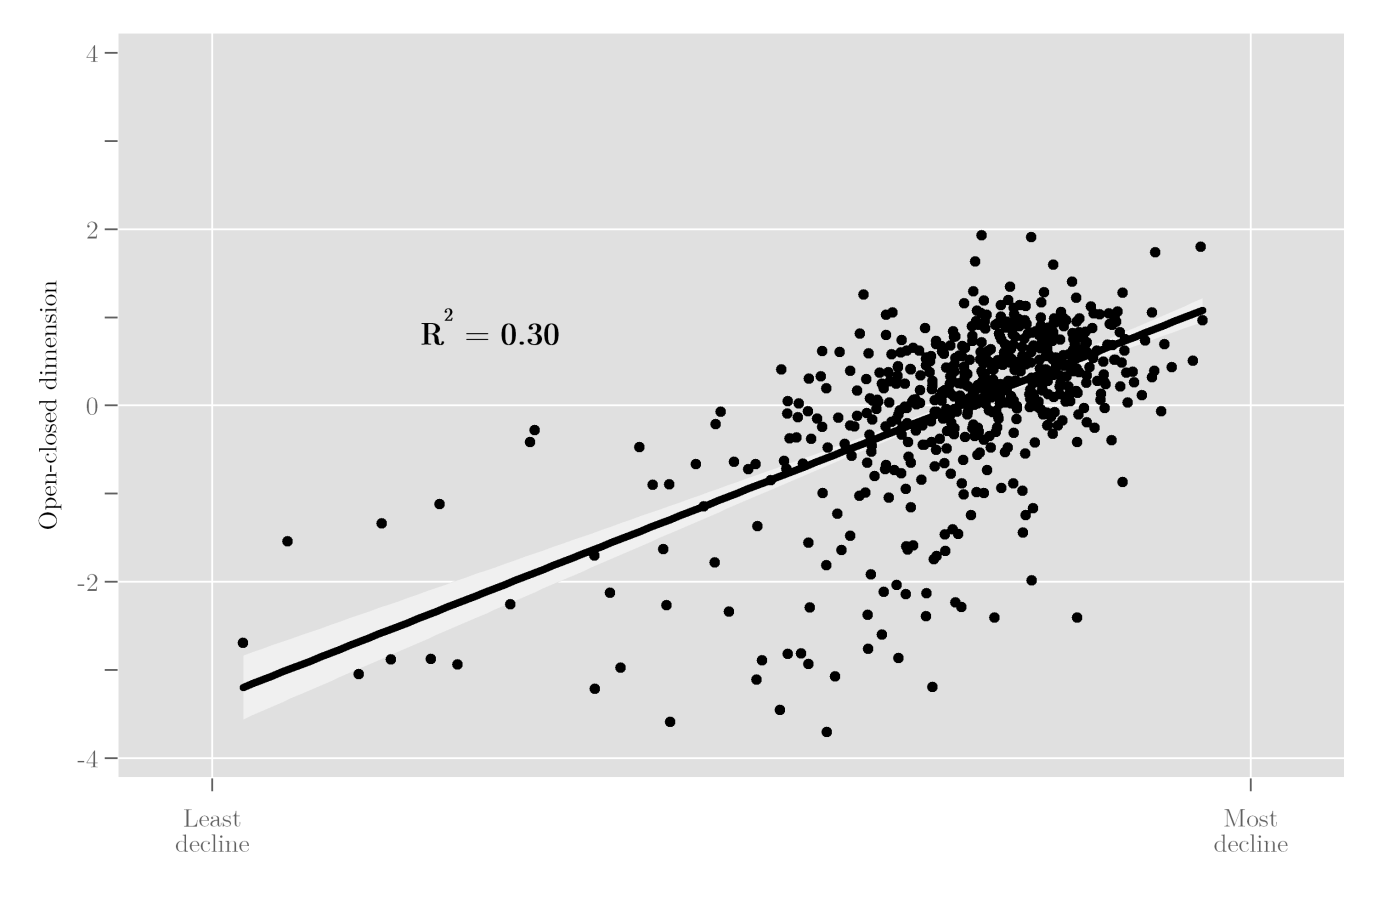 4
2
0
-2
-4
Open-closed dimension
R² = 0.30
Least
decline
Most
decline